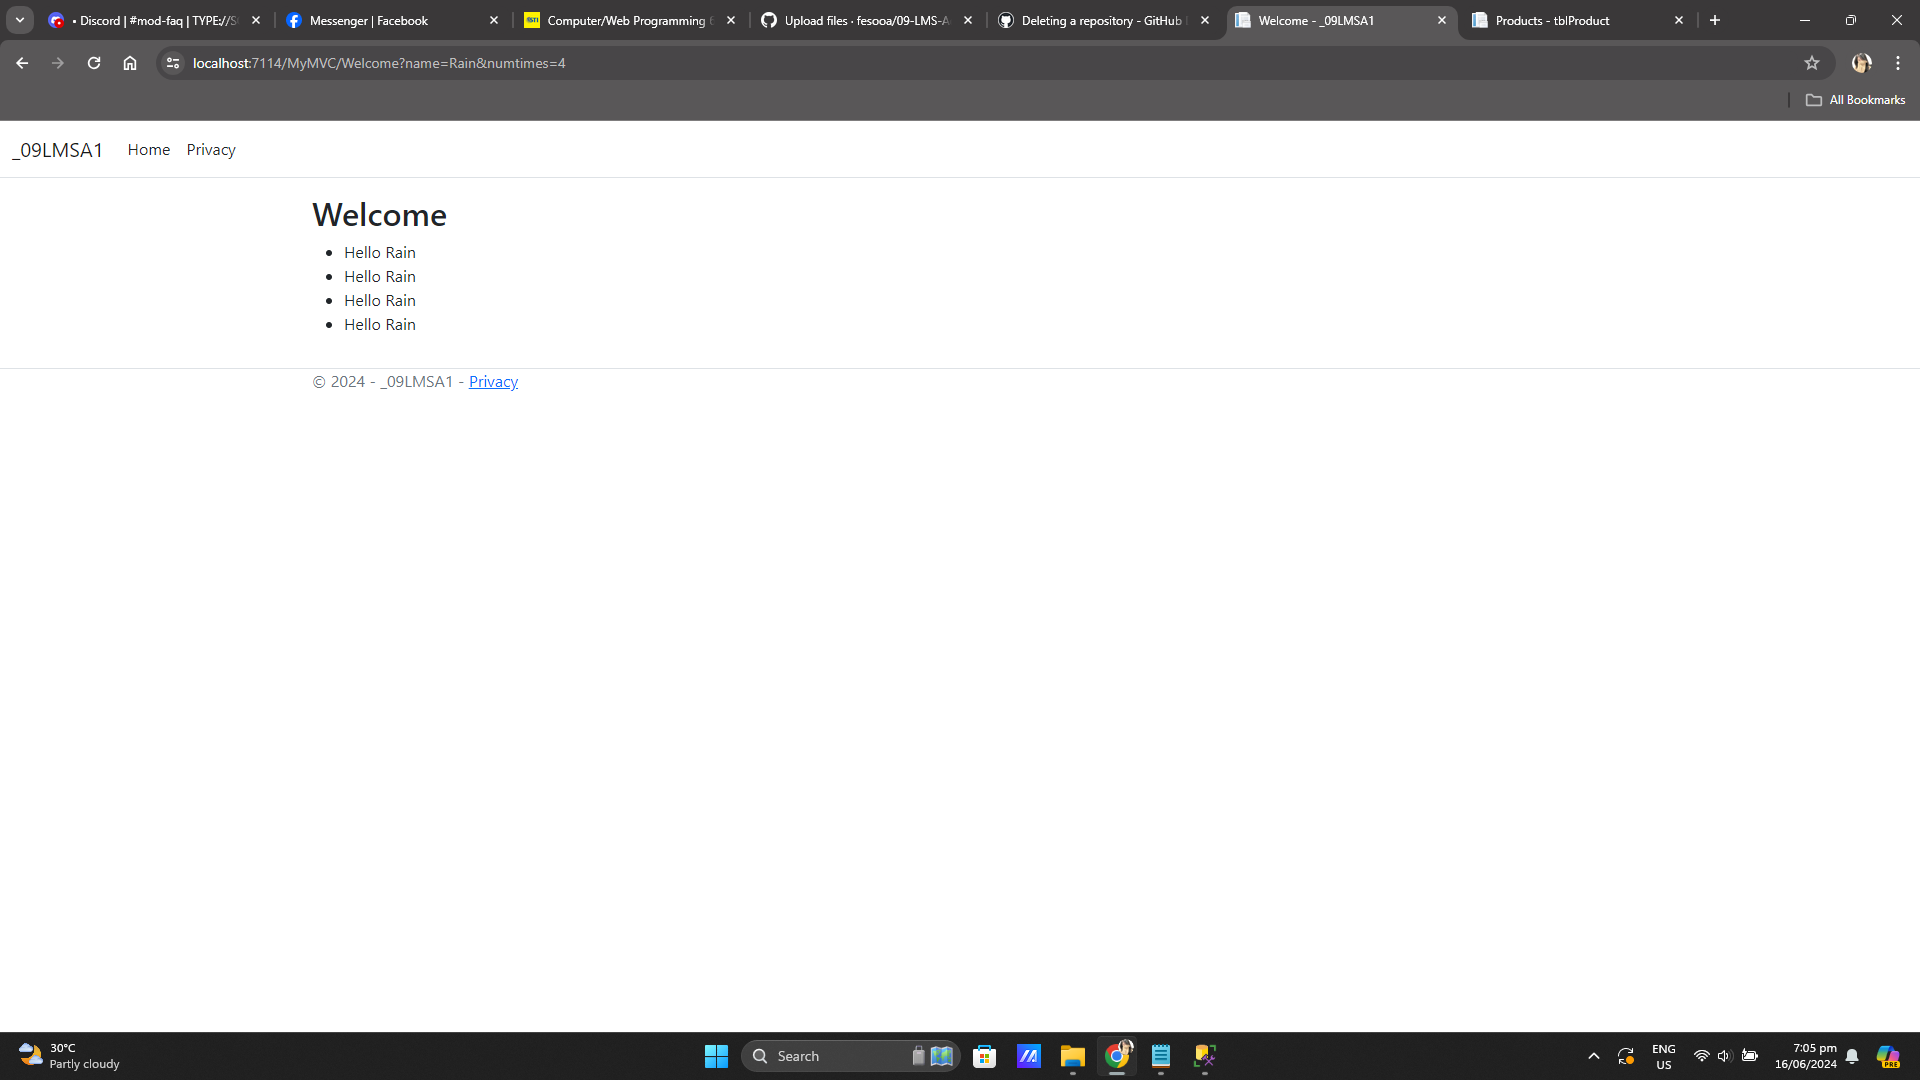 • Discord | #mod-faq | TYPE://S
Messenger | Facebook
Computer/Web Programming
Upload files · fesooa/09-LMS-A
Deleting a repository - GitHub
Welcome - _09LMSA1
Products - tblProduct
localhost:7114/MyMVC/Welcome?name=Rain&numtimes=4
All Bookmarks
_09LMSA1 Home Privacy
Welcome
• Hello Rain
• Hello Rain
• Hello Rain
• Hello Rain
© 2024 - _09LMSA1 - Privacy
30°C
Partly cloudy
Search
ENG
US
7:05 pm
16/06/2024
PRE